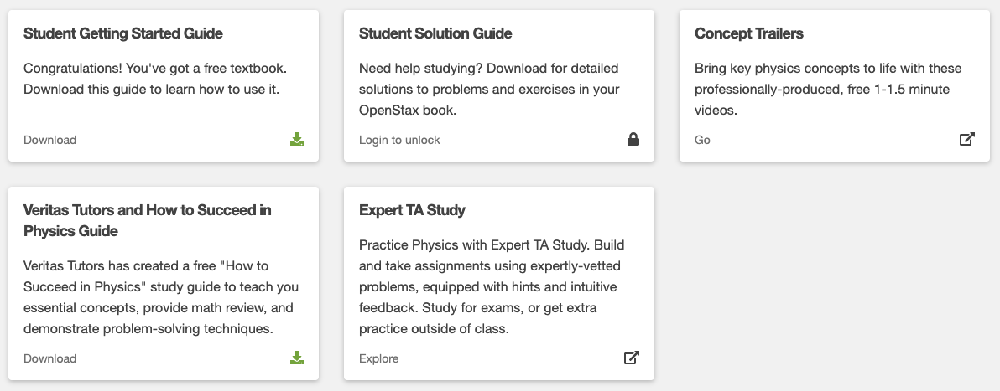 Student Getting Started Guide
Congratulations! You've got a free textbook.
Download this guide to learn how to use it.
Download
Student Solution Guide
Need help studying? Download for detailed
solutions to problems and exercises in your
OpenStax book.
Login to unlock
Concept Trailers
Bring key physics concepts to life with these
professionally-produced, free 1-1.5 minute
videos.
Go
Veritas Tutors and How to Succeed in
Physics Guide
Veritas Tutors has created a free "How to
Succeed in Physics" study guide to teach you
essential concepts, provide math review, and
demonstrate problem-solving techniques.
Download
Expert TA Study
Practice Physics with Expert TA Study. Build
and take assignments using expertly-vetted
problems, equipped with hints and intuitive
feedback. Study for exams, or get extra
practice outside of class.
Explore